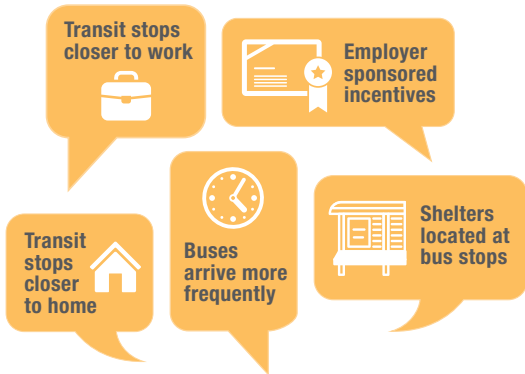 Transit stops
closer to work
Employer
sponsored
incentives
Transit
stops
closer
to home
Buses
arrive more
frequently
Shelters
located at
bus stops